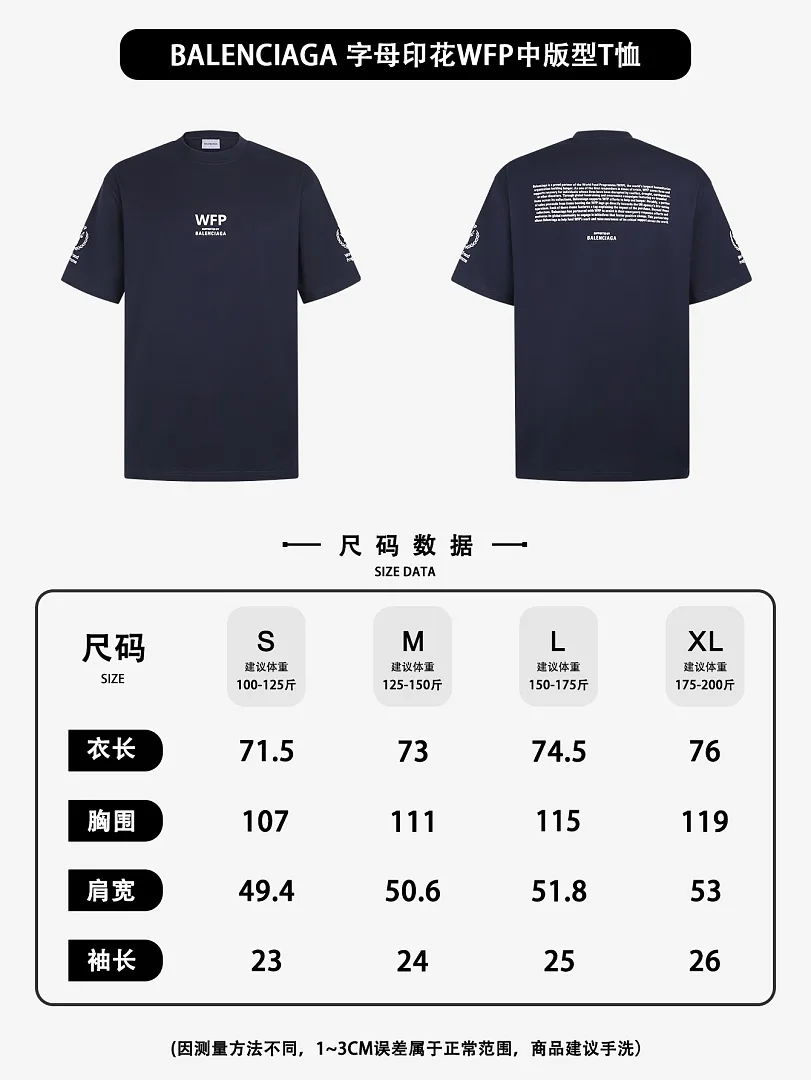 BALENCIAGA 字母印花WFP中版型T恤
WFP
SUPPORTED BY
BALENCIAGA
SUPPORTED BY
BALENCIAGA
尺码数据
SIZE DATA
尺码
SIZE
S
建议体重
100-125斤
M
建议体重
125-150斤
L
建议体重
150-175斤
XL
建议体重
175-200斤
衣长 71.5 73 74.5 76
胸围 107 111 115 119
肩宽 49.4 50.6 51.8 53
袖长 23 24 25 26
(因测量方法不同，1~3CM误差属于正常范围，商品建议手洗)